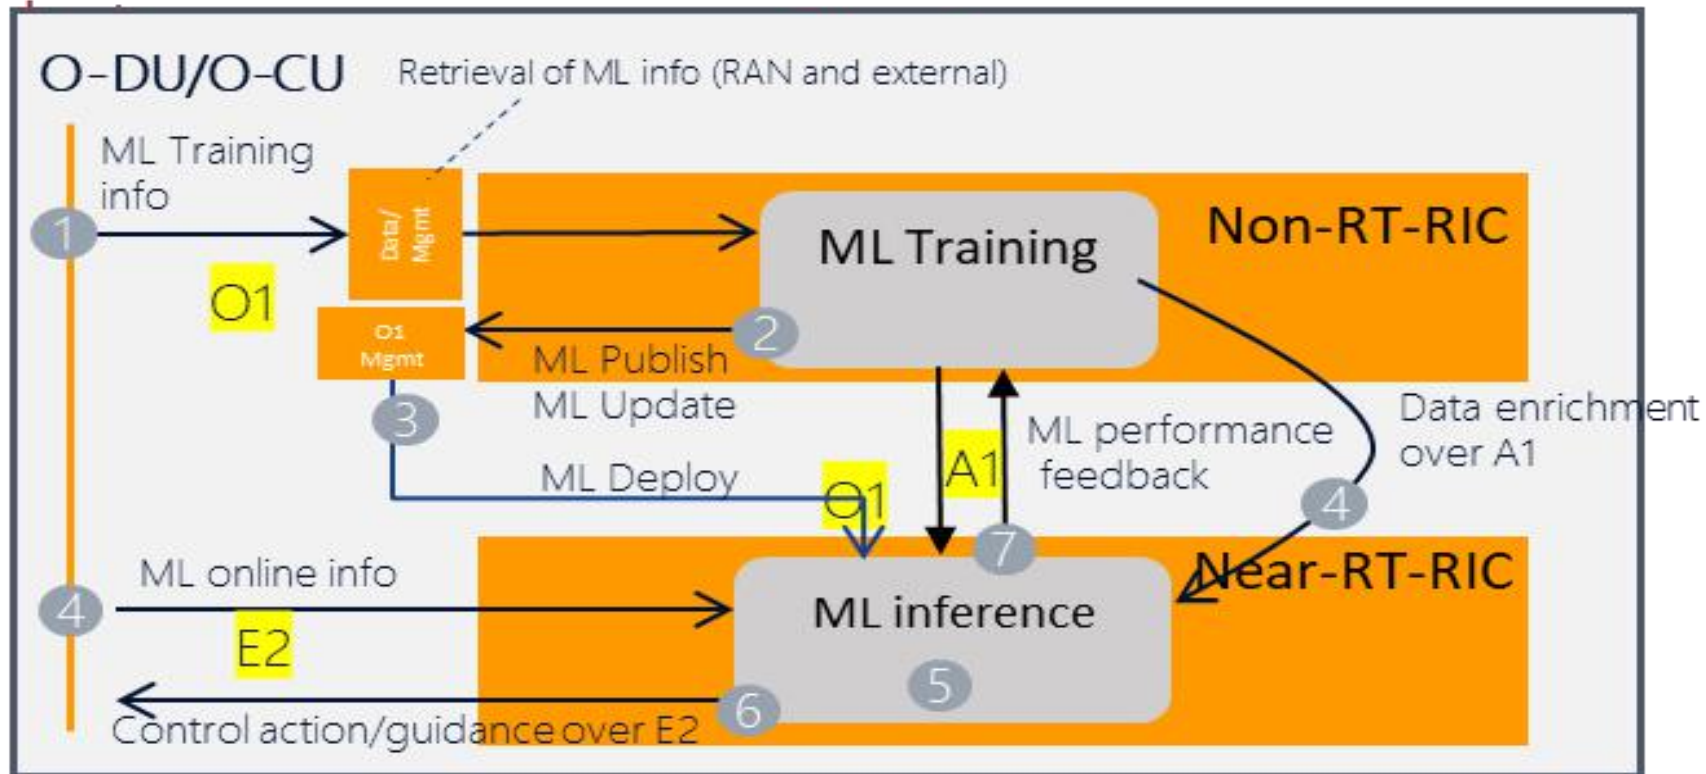 O-DU/O-CU
Retrieval of ML info (RAN and external)
ML Training
info
1
Data/
Mgmt
ML Training
Non-RT-RIC
O1
O1
Mgmt
2
ML Publish
ML Update
3
ML Deploy
O1
A1
ML performance
feedback
Data enrichment
over A1
4
7
Near-RT-RIC
ML online info
4
E2
ML inference
5
6
Control action/guidance over E2